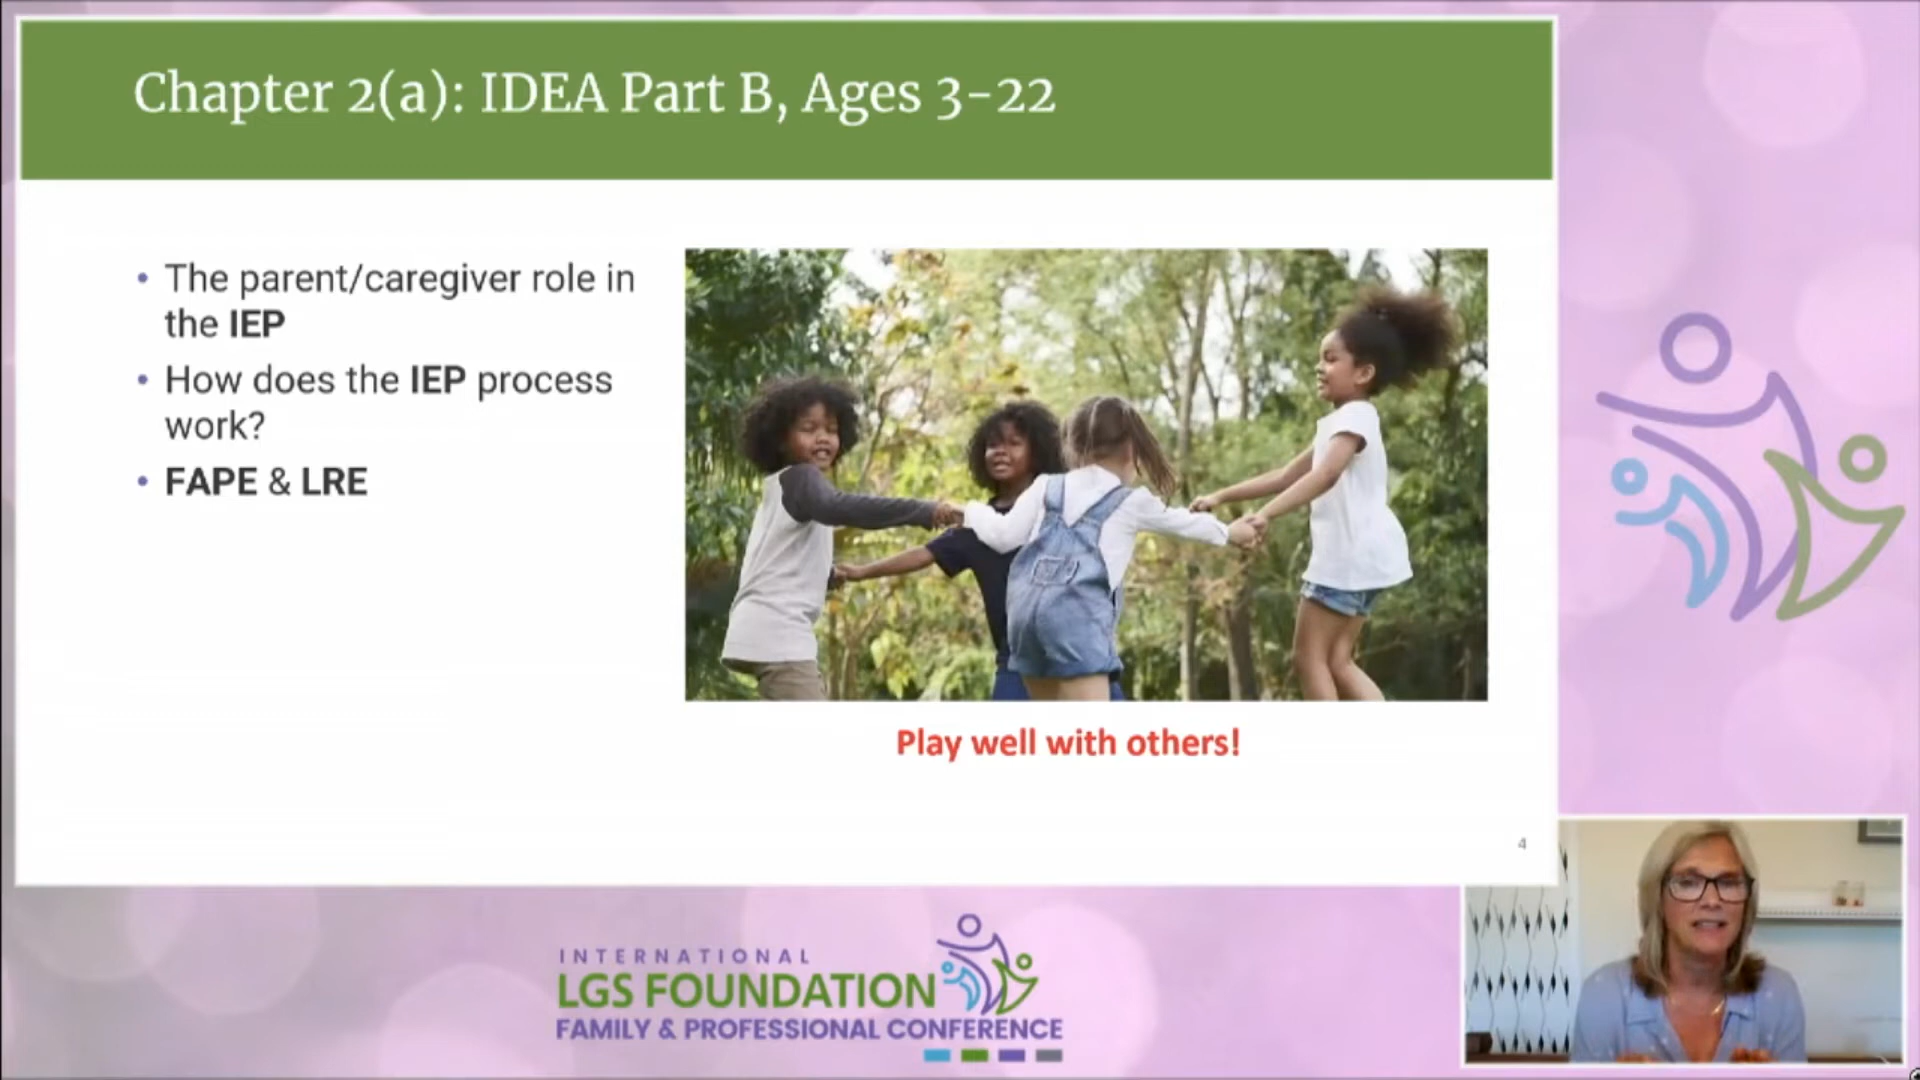 Chapter 2(a): IDEA Part B, Ages 3-22
• The parent/caregiver role in
the IEP
• How does the IEP process
work?
• FAPE & LRE
Play well with others!
4
INTERNATIONAL
LGS FOUNDATION
FAMILY & PROFESSIONAL CONFERENCE